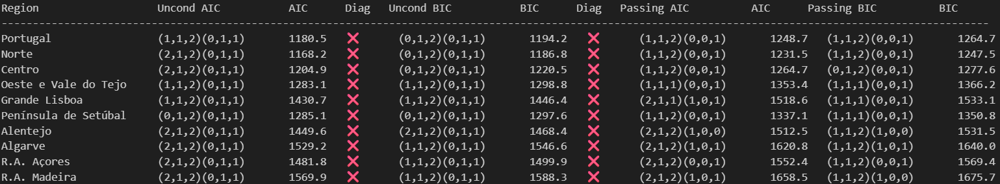 Region Uncond AIC AIC Diag Uncond BIC BIC Diag Passing AIC AIC Passing BIC BIC
--------------------------------------------------------------------------------------------------------------------------------------------------------------------------------
Portugal (1,1,2)(0,1,1) 1180.5 ❌ (0,1,2)(0,1,1) 1194.2 ❌ (1,1,2)(0,0,1) 1248.7 (1,1,2)(0,0,1) 1264.7
Norte (2,1,2)(0,1,1) 1168.2 ❌ (0,1,2)(0,1,1) 1186.8 ❌ (1,1,2)(0,0,1) 1231.5 (1,1,2)(0,0,1) 1247.5
Centro (2,1,2)(0,1,1) 1204.9 ❌ (0,1,2)(0,1,1) 1220.5 ❌ (1,1,2)(0,0,1) 1264.7 (0,1,2)(0,0,1) 1277.6
Oeste e Vale do Tejo (1,1,2)(0,1,1) 1283.1 ❌ (1,1,2)(0,1,1) 1298.8 ❌ (1,1,1)(0,0,1) 1353.4 (1,1,1)(0,0,1) 1366.2
Grande Lisboa (1,1,2)(0,1,1) 1430.7 ❌ (1,1,2)(0,1,1) 1446.4 ❌ (2,1,1)(1,0,1) 1518.6 (1,1,1)(0,0,1) 1533.1
Península de Setúbal (0,1,2)(0,1,1) 1285.1 ❌ (0,1,2)(0,1,1) 1297.6 ❌ (1,1,2)(0,0,1) 1337.1 (1,1,1)(0,0,1) 1350.8
Alentejo (2,1,2)(0,1,1) 1449.6 ❌ (2,1,2)(0,1,1) 1468.4 ❌ (2,1,2)(1,0,0) 1512.5 (1,1,2)(1,0,0) 1531.5
Algarve (2,1,2)(0,1,1) 1529.2 ❌ (1,1,2)(0,1,1) 1546.6 ❌ (2,1,2)(1,0,1) 1620.8 (1,1,2)(1,0,1) 1640.0
R.A. Açores (2,1,2)(0,1,1) 1481.8 ❌ (1,1,2)(0,1,1) 1499.9 ❌ (2,1,2)(0,0,1) 1552.4 (1,1,2)(0,0,1) 1569.4
R.A. Madeira (2,1,2)(0,1,1) 1569.9 ❌ (1,1,2)(0,1,1) 1588.3 ❌ (2,1,2)(1,0,1) 1658.5 (1,1,2)(1,0,0) 1675.7